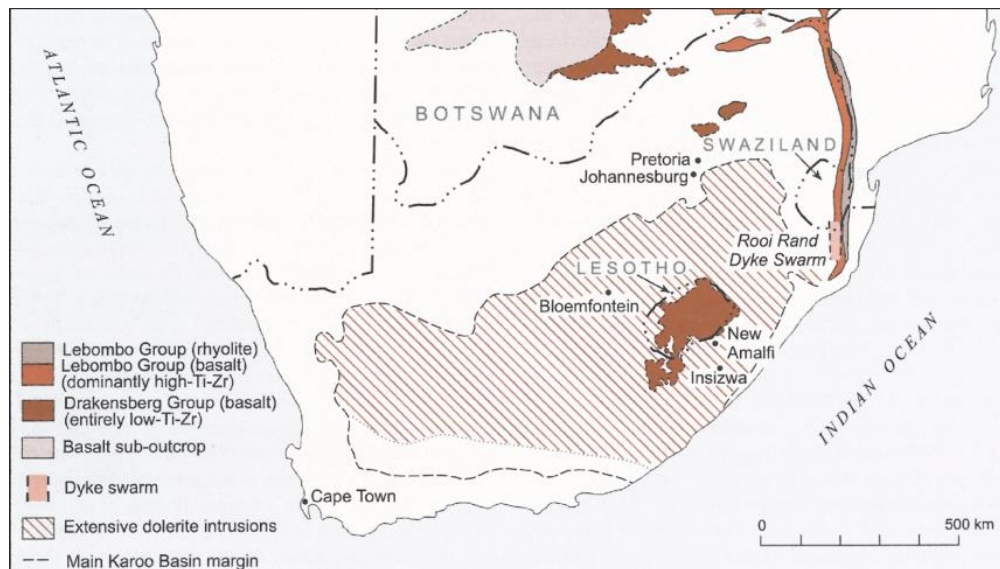 ATLANTIC OCEAN
BOTSWANA
SWAZILAND
Pretoria
Johannesburg
Rooi Rand
Dyke Swarm
LESOTHO
Bloemfontein
New
Amalfi
Insizwa
INDIAN OCEAN
Lebombo Group (rhyolite)
Lebombo Group (basalt)
(dominantly high-Ti-Zr)
Drakensberg Group (basalt)
(entirely low-Ti-Zr)
Basalt sub-outcrop
Dyke swarm
Extensive dolerite intrusions
Main Karoo Basin margin
Cape Town
0 500 km